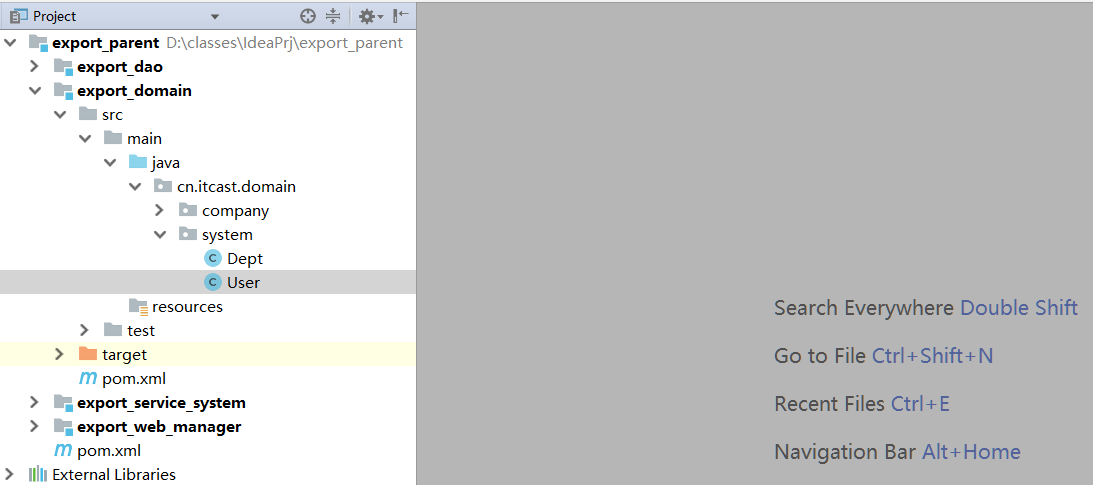 Project
export_parent D:\classes\IdeaPrj\export_parent
export_dao
export_domain
src
main
java
cn.itcast.domain
company
system
C Dept
C User
resources
test
target
m pom.xml
export_service_system
export_web_manager
m pom.xml
External Libraries
Search Everywhere Double Shift
Go to File Ctrl+Shift+N
Recent Files Ctrl+E
Navigation Bar Alt+Home